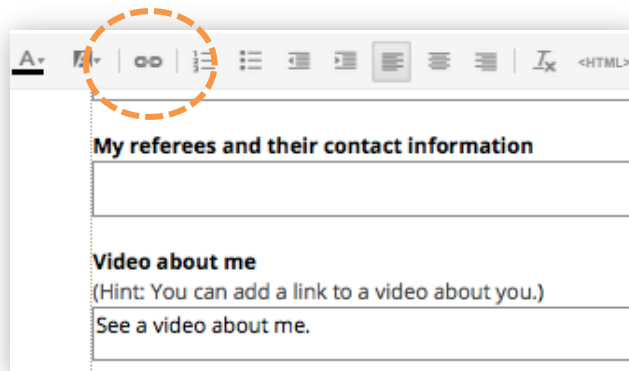 A
A
<HTML>
My referees and their contact information
Video about me
(Hint: You can add a link to a video about you.)
See a video about me.